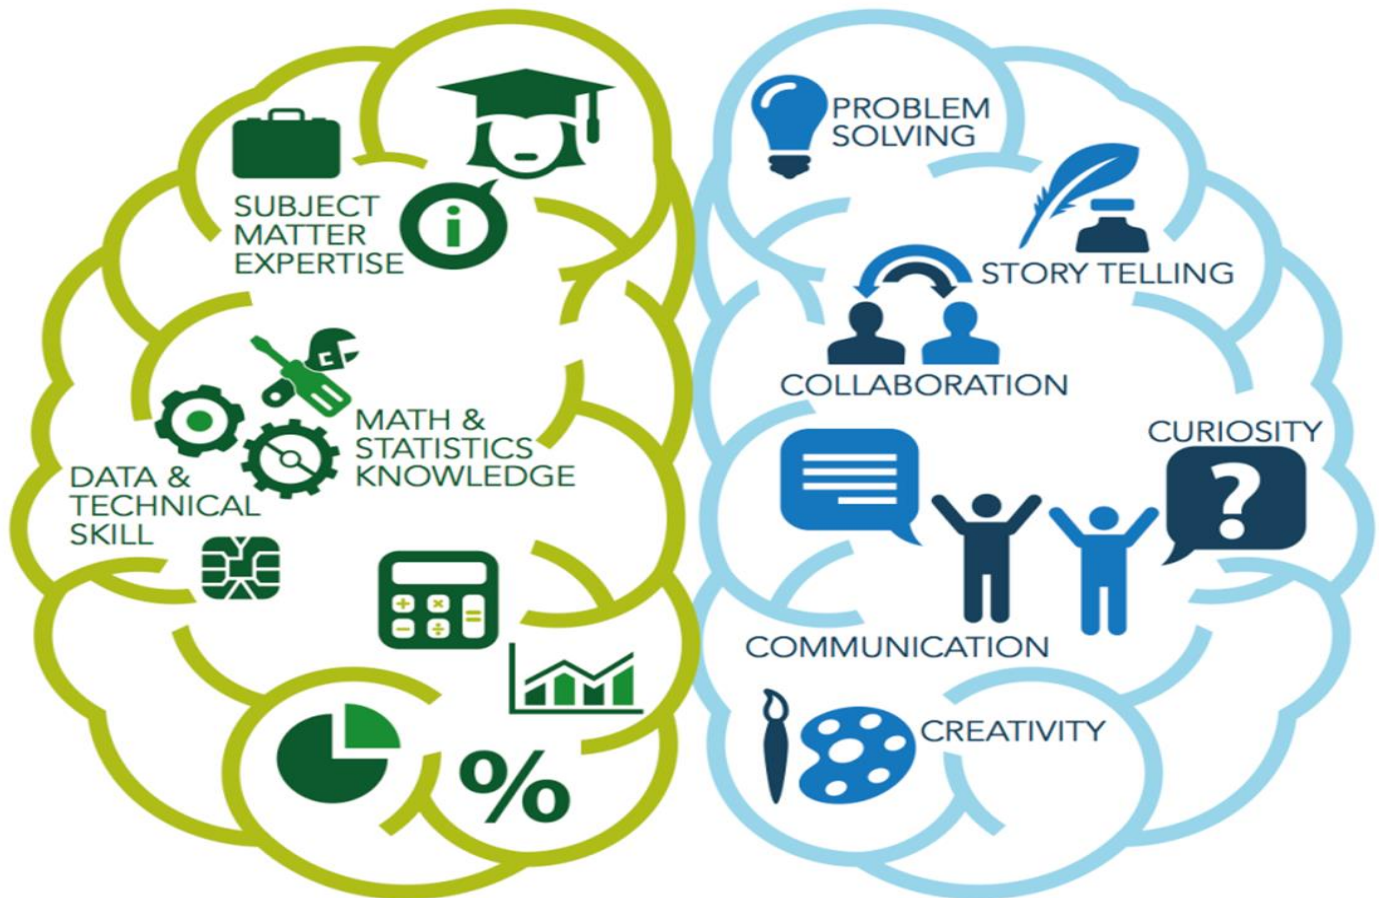 SUBJECT
MATTER
EXPERTISE
i
MATH &
STATISTICS
KNOWLEDGE
DATA &
TECHNICAL
SKILL
+ ×
− ÷ =
%
PROBLEM
SOLVING
STORY TELLING
COLLABORATION
CURIOSITY
?
COMMUNICATION
CREATIVITY